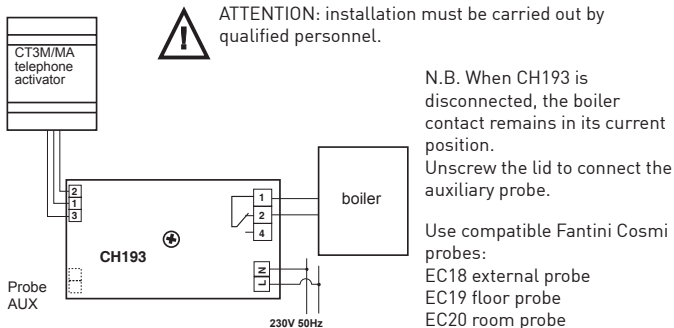 ATTENTION: installation must be carried out by
qualified personnel.
CT3M/MA
telephone
activator
N.B. When CH193 is
disconnected, the boiler
contact remains in its current
position.
Unscrew the lid to connect the
auxiliary probe.
Use compatible Fantini Cosmi
probes:
EC18 external probe
EC19 floor probe
EC20 room probe
2
1
3
1
2
4
boiler
CH193
N
L
Probe
AUX
230V 50Hz